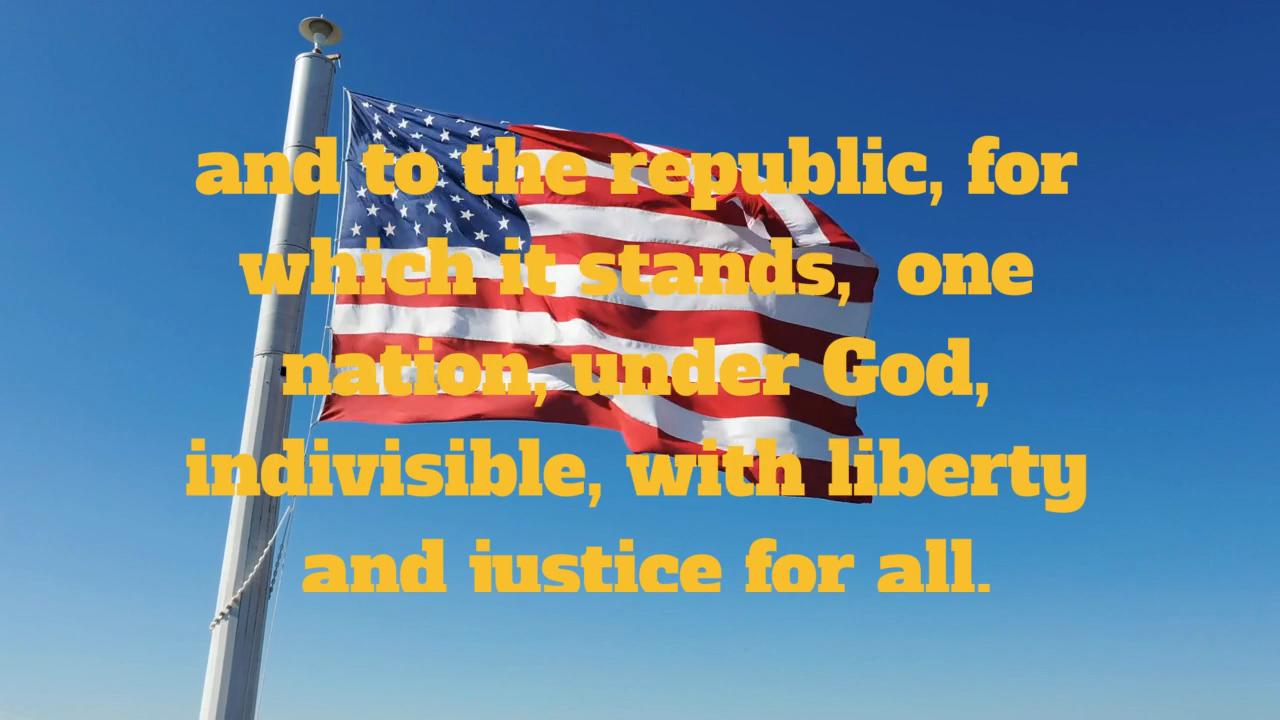 and to the republic, for
which it stands,  one
nation, under God,
indivisible, with liberty
and justice for all.